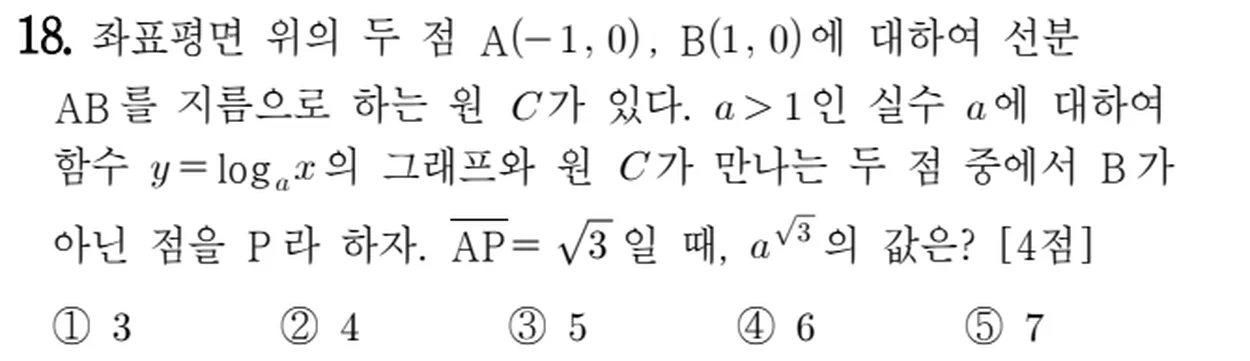 18. 좌표평면 위의 두 점 A(−1, 0), B(1, 0)에 대하여 선분
AB를 지름으로 하는 원 C가 있다. a>1인 실수 a에 대하여
함수 y=logₐx의 그래프와 원 C가 만나는 두 점 중에서 B가
아닌 점을 P라 하자. A̅P̅=√3일 때, a^√3의 값은? [4점]
① 3 ② 4 ③ 5 ④ 6 ⑤ 7